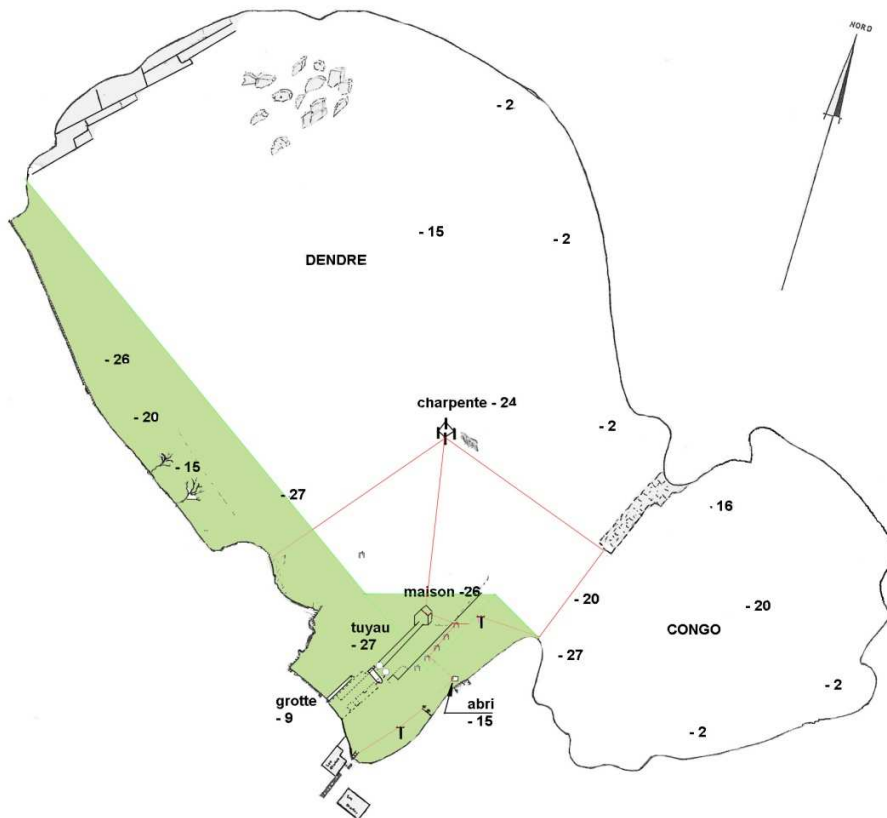 NORD
- 2
- 15
- 2
DENDRE
- 26
charpente - 24
- 20
- 2
- 15
- 27
16
maison -26
- 20
- 20
tuyau
- 27
T
CONGO
- 27
- 2
grotte
- 9
abri
- 15
T
- 2